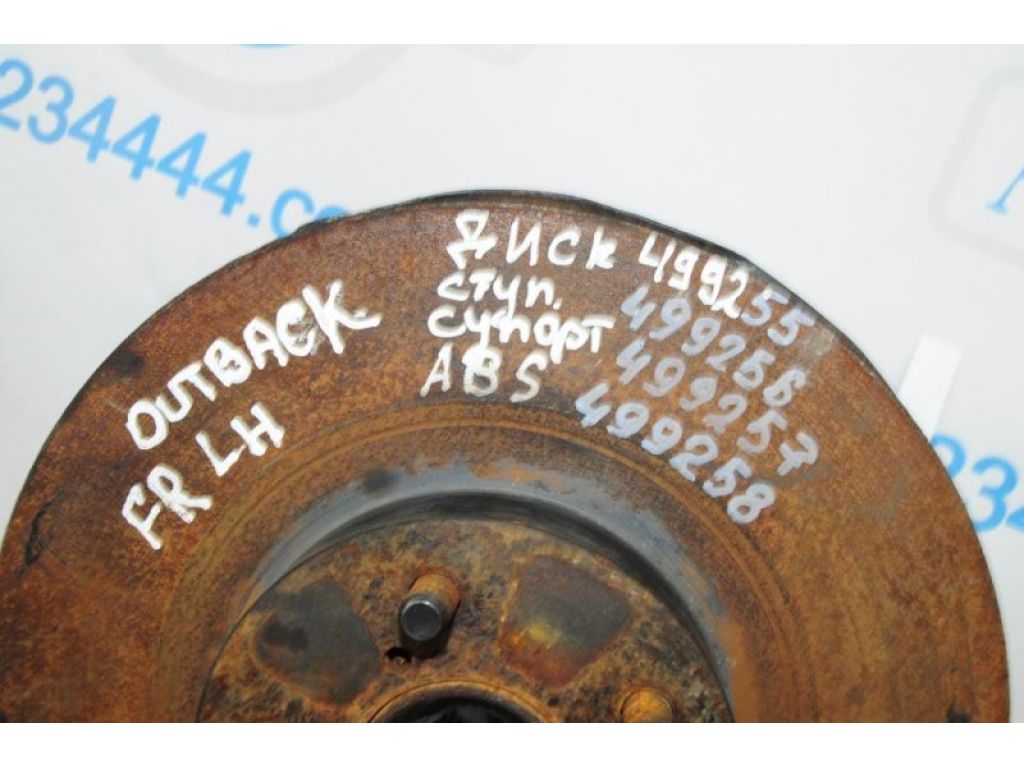 234444.co
OUTBACK
FR LH
ДИСК 499255
ступ. 499256
супорт 499257
ABS 499258
234